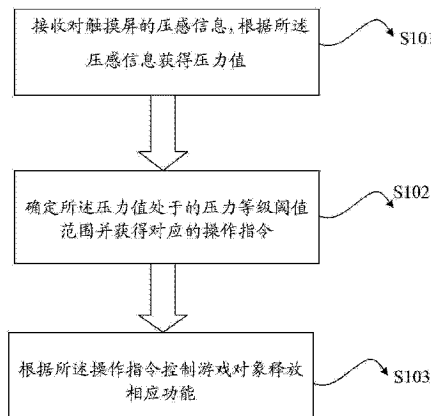 接收对触摸屏的压感信息，根据所述
压感信息获得压力值
S101
确定所述压力值处于的压力等级阈值
范围并获得对应的操作指令
S102
根据所述操作指令控制游戏对象释放
相应功能
S103